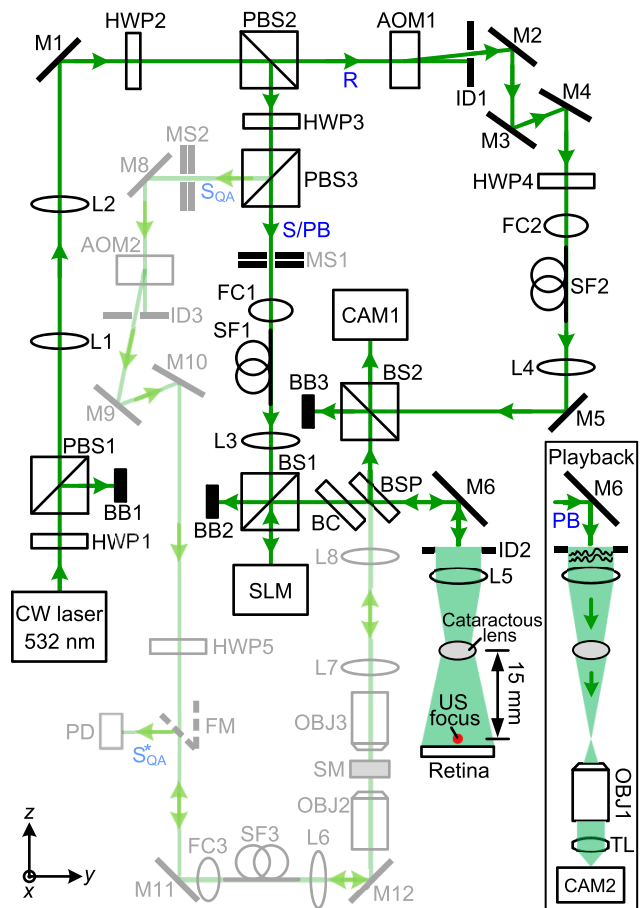 HWP2
PBS2
AOM1
M1
M2
R
ID1
M4
HWP3
MS2
M3
M8
PBS3
HWP4
S_QA
L2
S/PB
FC2
AOM2
MS1
FC1
CAM1
SF2
ID3
SF1
L1
BS2
M10
L4
BB3
M9
M5
L3
PBS1
BS1
BSP
M6
Playback
M6
BB1
BB2
BC
PB
HWP1
L8
ID2
SLM
L5
CW laser
532 nm
Cataractous
lens
HWP5
L7
15 mm
PD
FM
OBJ3
US
focus
S*_QA
SM
Retina
OBJ1
OBJ2
z
SF3
FC3
L6
TL
x
y
M11
M12
CAM2